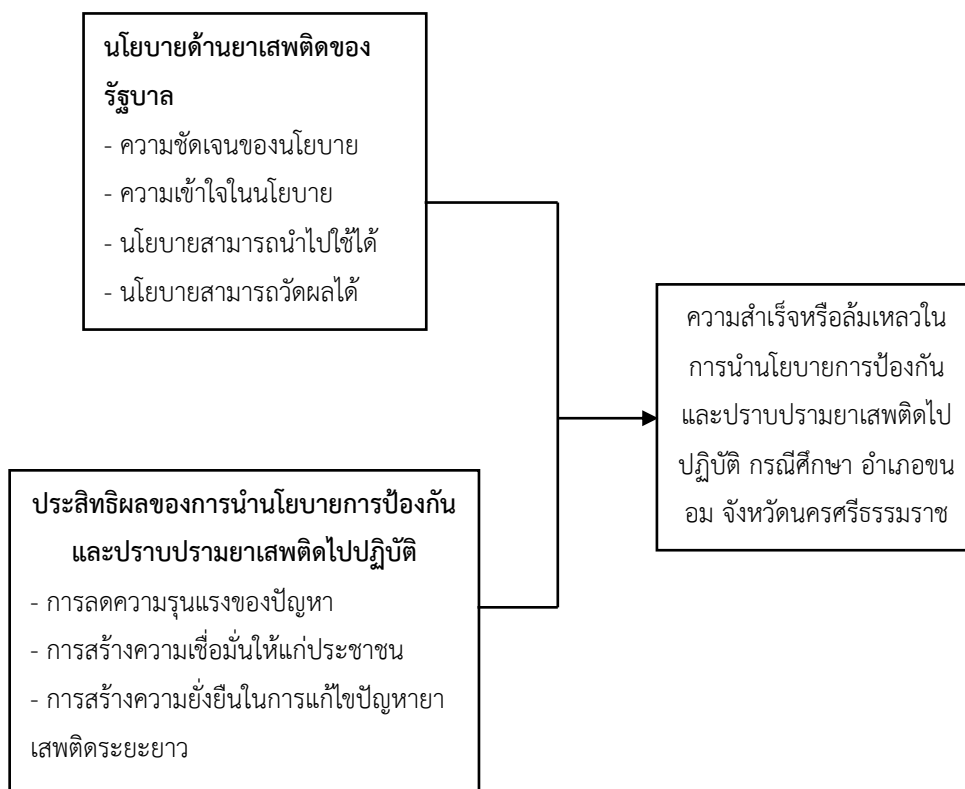 นโยบายด้านยาเสพติดของ
รัฐบาล
- ความชัดเจนของนโยบาย
- ความเข้าใจในนโยบาย
- นโยบายสามารถนำไปใช้ได้
- นโยบายสามารถวัดผลได้
ความสำเร็จหรือล้มเหลวใน
การนำนโยบายการป้องกัน
และปราบปรามยาเสพติดไป
ปฏิบัติ กรณีศึกษา อำเภอขน
อม จังหวัดนครศรีธรรมราช
ประสิทธิผลของการนำนโยบายการป้องกัน
และปราบปรามยาเสพติดไปปฏิบัติ
- การลดความรุนแรงของปัญหา
- การสร้างความเชื่อมั่นให้แก่ประชาชน
- การสร้างความยั่งยืนในการแก้ไขปัญหายา
เสพติดระยะยาว